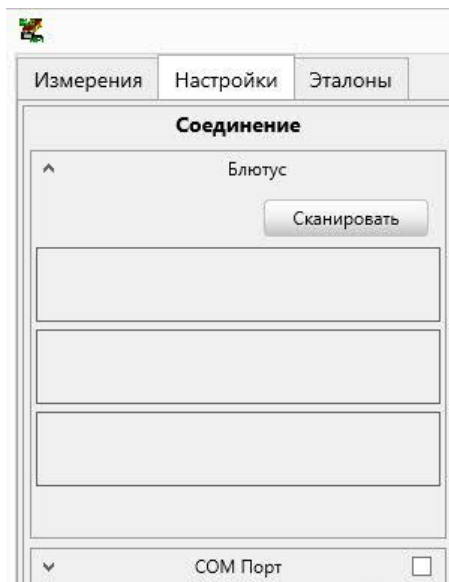 Измерения Настройки Эталоны
Соединение
Блютус
Сканировать
COM Порт